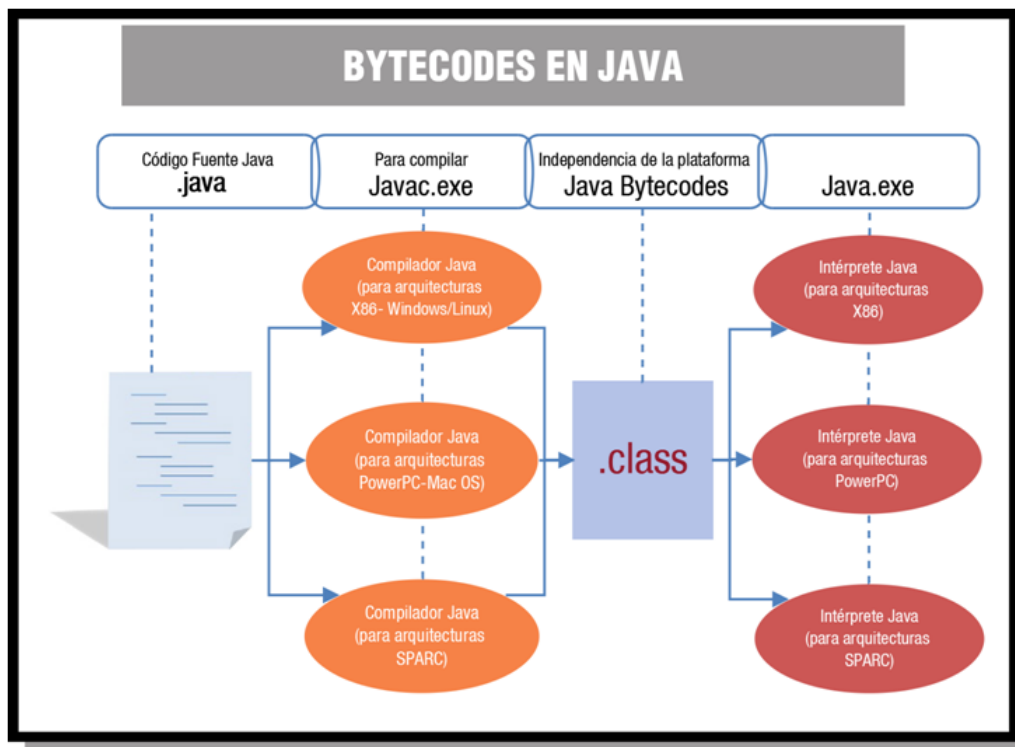 BYTECODES EN JAVA
Código Fuente Java
.java
Para compilar
Javac.exe
Independencia de la plataforma
Java Bytecodes
Java.exe
Compilador Java
(para arquitecturas
X86- Windows/Linux)
Compilador Java
(para arquitecturas
PowerPC-Mac OS)
Compilador Java
(para arquitecturas
SPARC)
.class
Intérprete Java
(para arquitecturas
X86)
Intérprete Java
(para arquitecturas
PowerPC)
Intérprete Java
(para arquitecturas
SPARC)